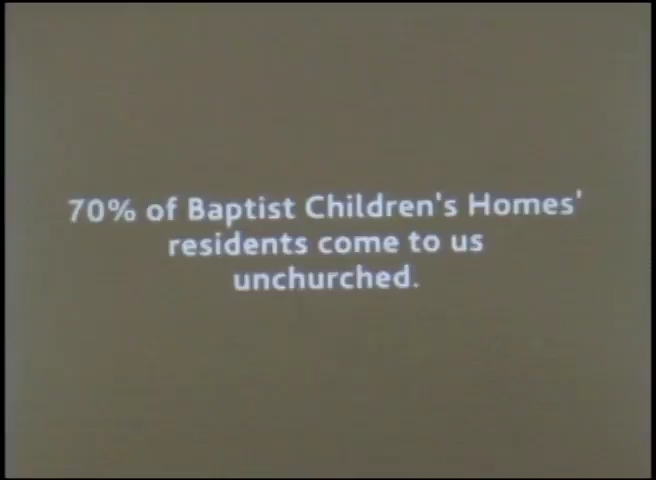 70% of Baptist Children's Homes'
residents come to us
unchurched.